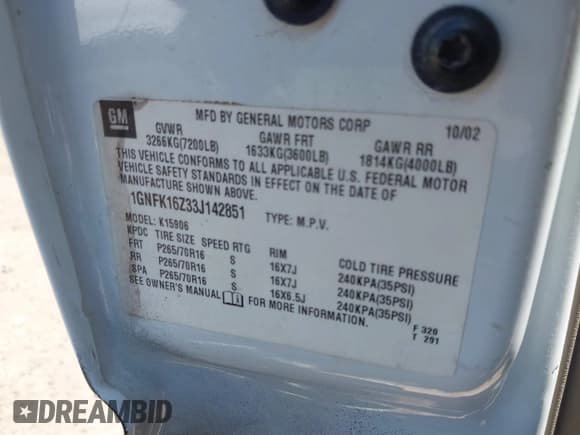 GM
MFD BY GENERAL MOTORS CORP 10/02
GVWR GAWR FRT GAWR RR
3266KG(7200LB) 1633KG(3600LB) 1814KG(4000LB)
THIS VEHICLE CONFORMS TO ALL APPLICABLE U.S. FEDERAL MOTOR
VEHICLE SAFETY STANDARDS IN EFFECT ON THE DATE OF
MANUFACTURE SHOWN ABOVE.
1GNFK16Z33J142851 TYPE: M.P.V.
MODEL: K15906
KPDC TIRE SIZE SPEED RTG RIM COLD TIRE PRESSURE
FRT P265/70R16 S 16X7J 240KPA(35PSI)
RR P265/70R16 S 16X7J 240KPA(35PSI)
SPA P265/70R16 S 16X6.5J 240KPA(35PSI)
SEE OWNER'S MANUAL FOR MORE INFORMATION.
F 320
T 291
DREAMBID